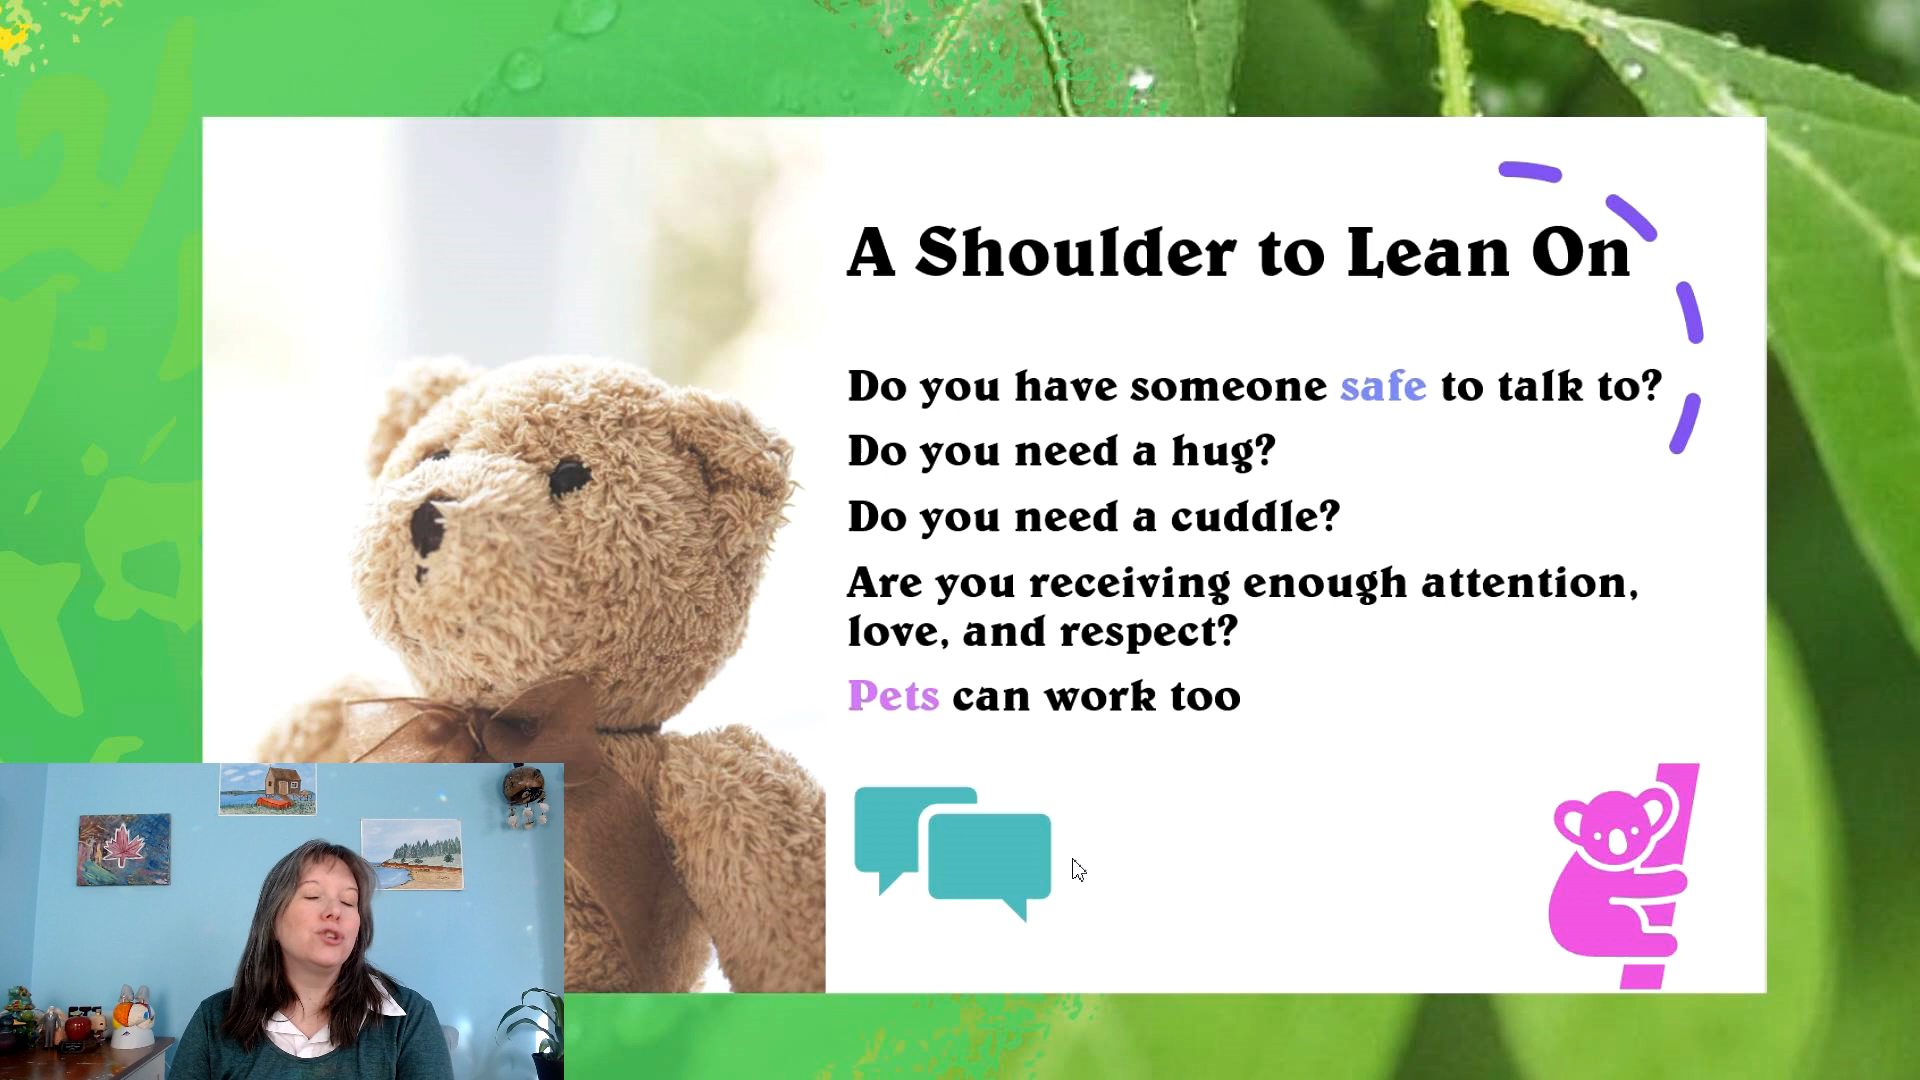 A Shoulder to Lean On
Do you have someone safe to talk to?
Do you need a hug?
Do you need a cuddle?
Are you receiving enough attention,
love, and respect?
Pets can work too